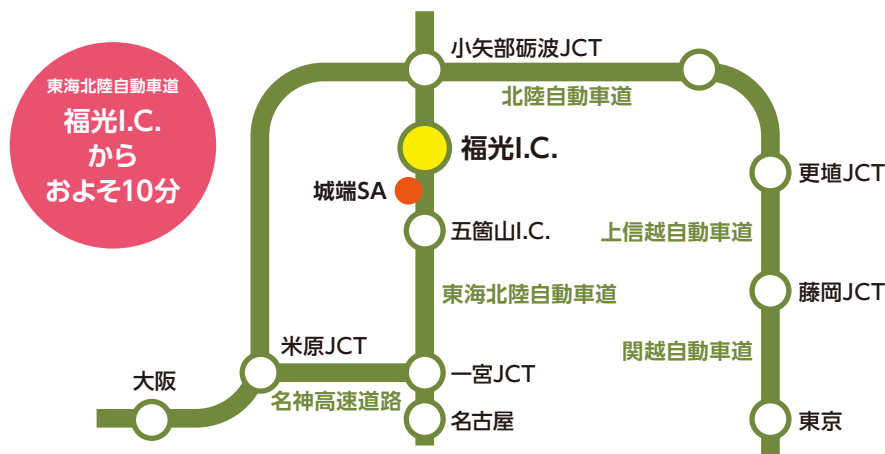 東海北陸自動車道
福光I.C.
から
およそ10分
小矢部砺波JCT
北陸自動車道
福光I.C.
城端SA
更埴JCT
五箇山I.C.
上信越自動車道
東海北陸自動車道
藤岡JCT
米原JCT
関越自動車道
大阪
一宮JCT
名神高速道路
名古屋
東京